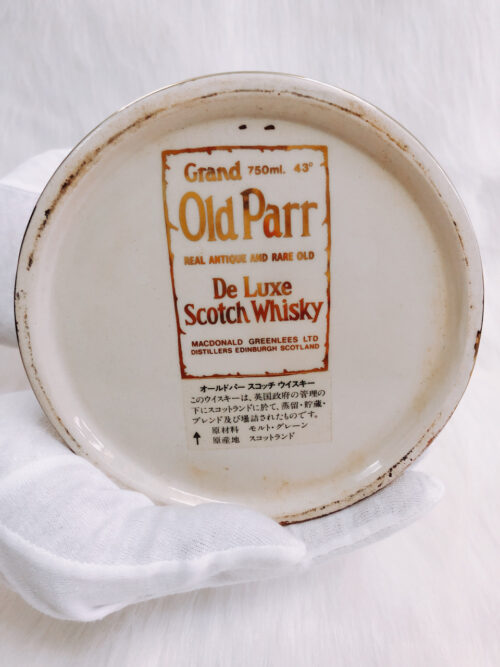 Grand 750ml. 43°
Old Parr
REAL ANTIQUE AND RARE OLD
De Luxe
Scotch Whisky
MACDONALD GREENLEES LTD
DISTILLERS EDINBURGH SCOTLAND
オールドパー スコッチ ウイスキー
このウイスキーは、英国政府の管理の
下にスコットランドに於て、蒸留・貯蔵・
ブレンド及び壜詰されたものです。
↑ 原材料 モルト・グレーン
原産地 スコットランド